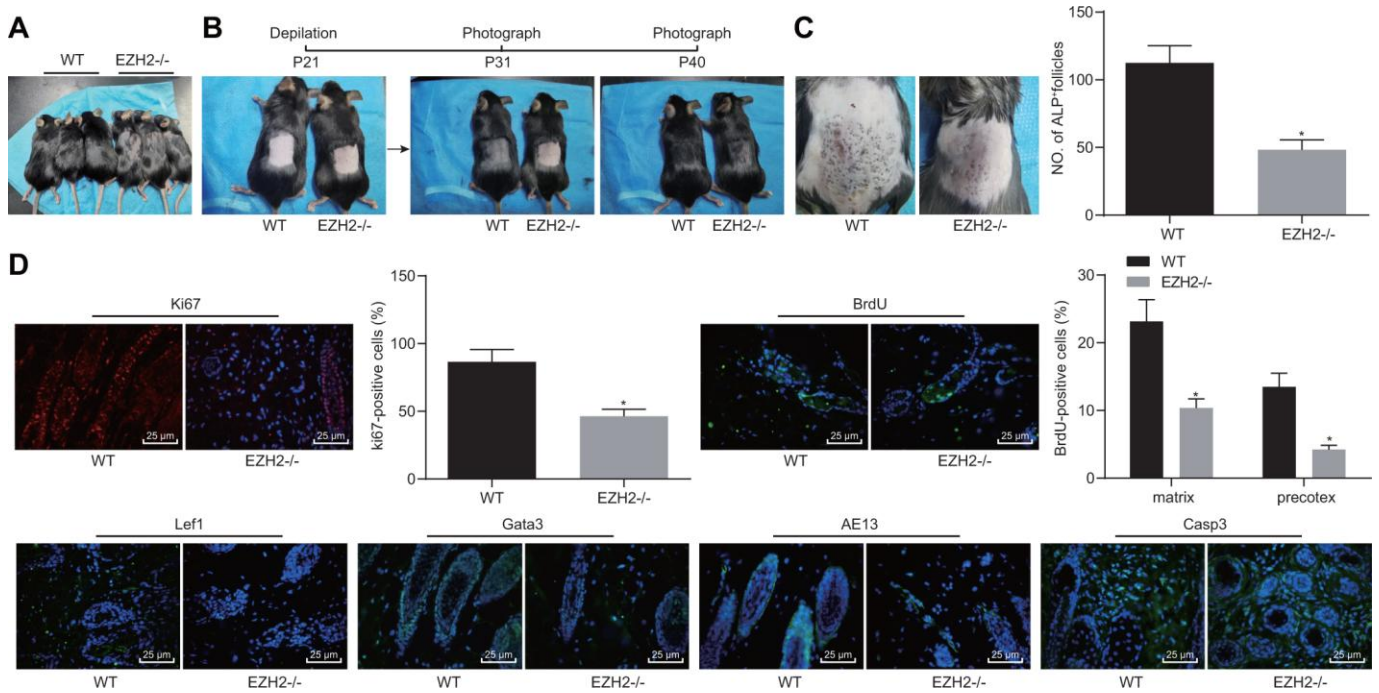 A
WT
EZH2-/-
B
Depilation
Photograph
Photograph
P21
P31
P40
WT
EZH2-/-
WT
EZH2-/-
WT
EZH2-/-
C
WT
EZH2-/-
NO. of ALP+follicles
150
100
50
0
*
WT
EZH2-/-
D
Ki67
25 µm
25 µm
WT
EZH2-/-
ki67-positive cells (%)
150
100
50
0
*
WT
EZH2-/-
BrdU
25 µm
25 µm
WT
EZH2-/-
WT
EZH2-/-
BrdU-positive cells (%)
30
20
10
0
*
*
matrix
precotex
Lef1
25 µm
25 µm
WT
EZH2-/-
Gata3
25 µm
25 µm
WT
EZH2-/-
AE13
25 µm
25 µm
WT
EZH2-/-
Casp3
25 µm
25 µm
WT
EZH2-/-